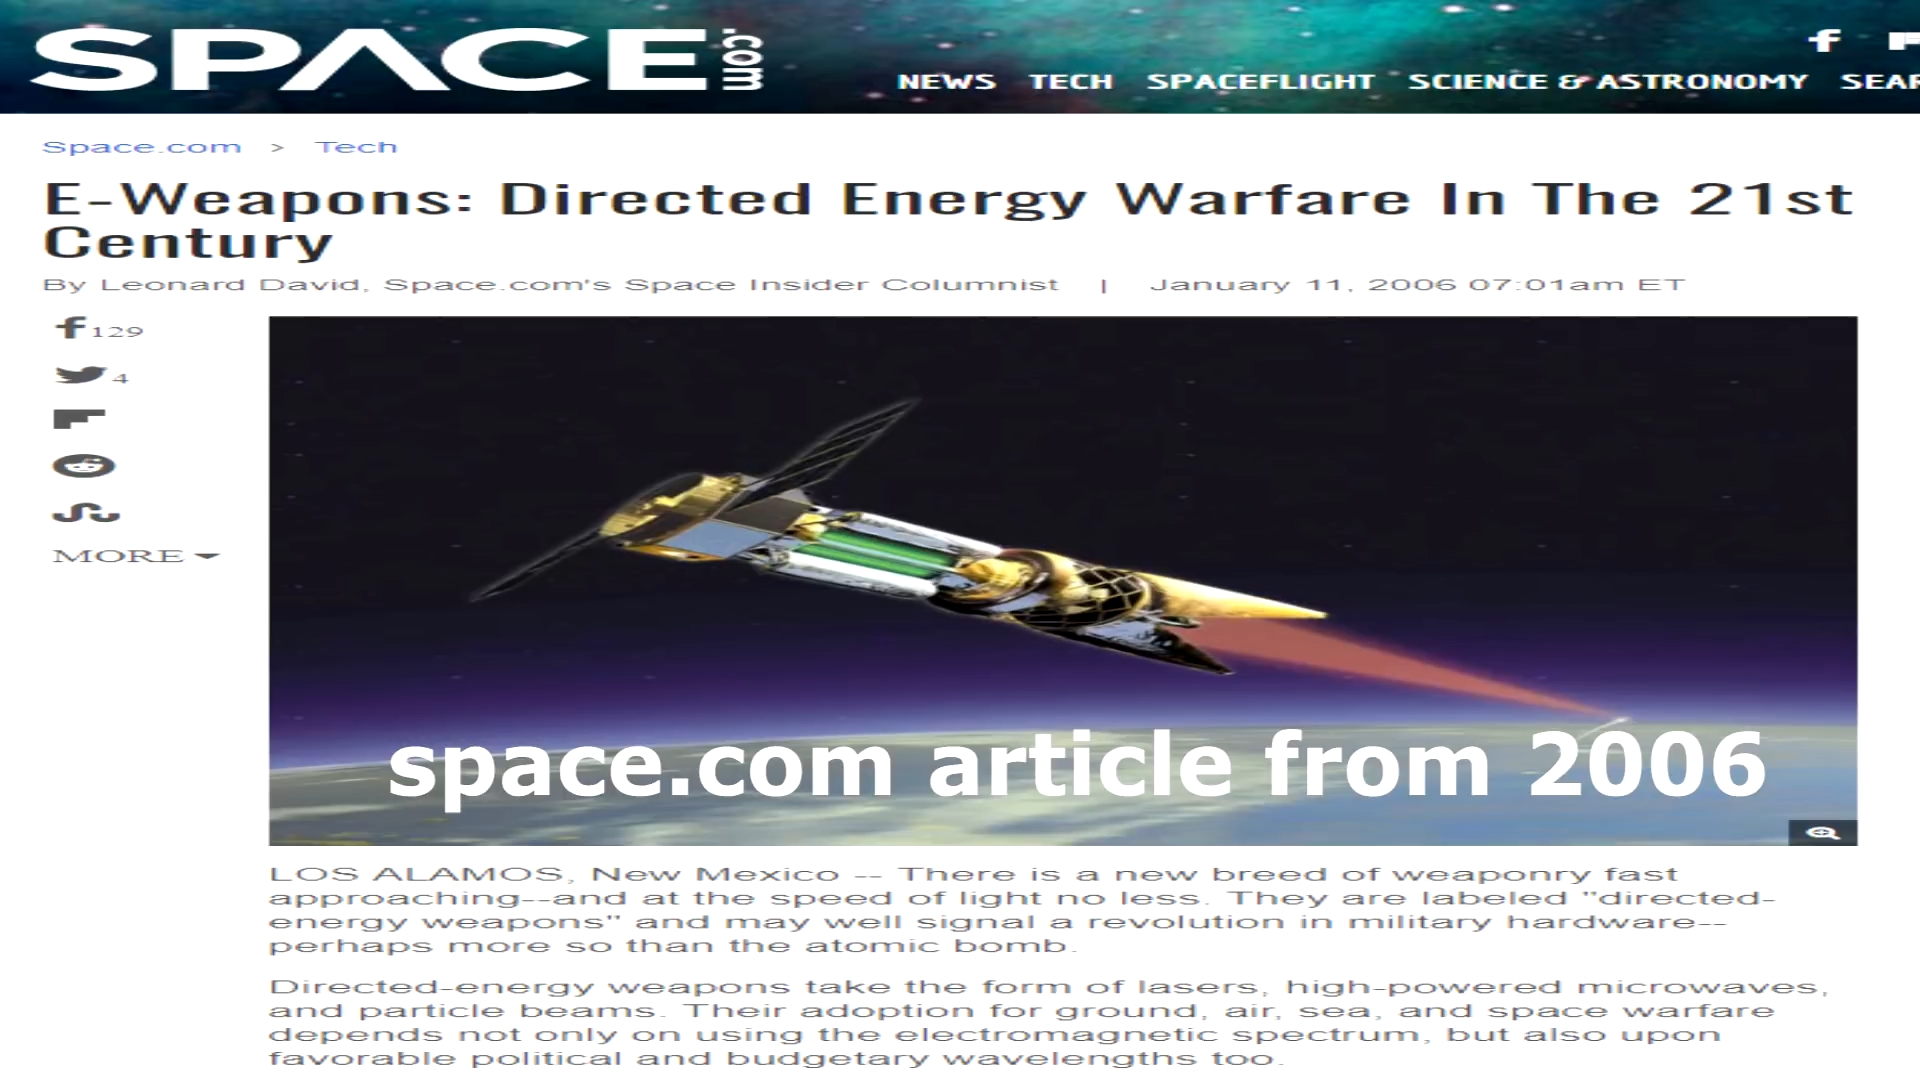 SPACE.com
NEWS TECH SPACEFLIGHT SCIENCE & ASTRONOMY
Space.com > Tech
E-Weapons: Directed Energy Warfare In The 21st
Century
By Leonard David, Space.com's Space Insider Columnist | January 11, 2006 07:01am ET
129
4
MORE
space.com article from 2006
LOS ALAMOS, New Mexico -- There is a new breed of weaponry fast
approaching--and at the speed of light no less. They are labeled "directed-
energy weapons" and may well signal a revolution in military hardware--
perhaps more so than the atomic bomb.
Directed-energy weapons take the form of lasers, high-powered microwaves,
and particle beams. Their adoption for ground, air, sea, and space warfare
depends not only on using the electromagnetic spectrum, but also upon
favorable political and budgetary wavelengths too.